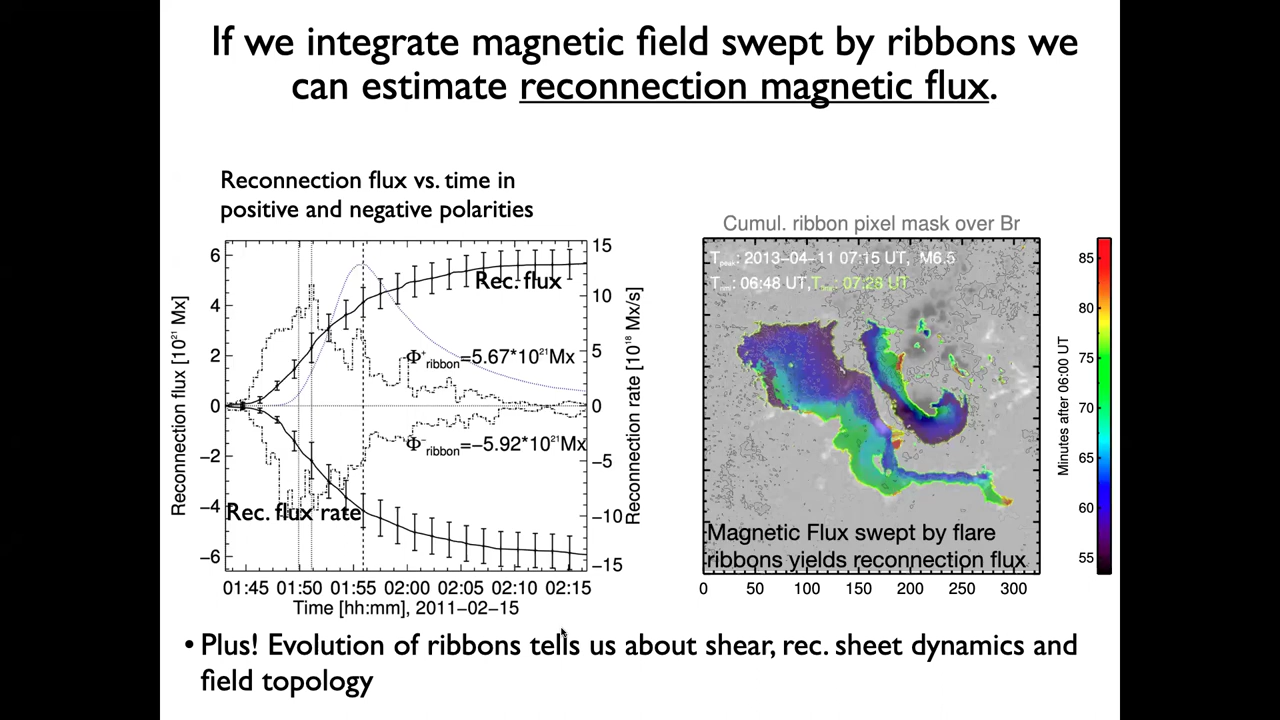 If we integrate magnetic field swept by ribbons we
can estimate reconnection magnetic flux.
Reconnection flux vs. time in
positive and negative polarities
Reconnection flux [10²¹ Mx]
6
4
2
0
−2
−4
−6
Rec. flux
Φ⁺ribbon=5.67*10²¹Mx
Φ⁻ribbon=−5.92*10²¹Mx
Rec. flux rate
15
10
5
0
−5
−10
−15
Reconnection rate [10¹⁸ Mx/s]
01:45 01:50 01:55 02:00 02:05 02:10 02:15
Time [hh:mm], 2011−02−15
Cumul. ribbon pixel mask over Br
Tpeak: 2013−04−11 07:15 UT, M6.5
: 06:48 UT, : 07:28 UT
Magnetic Flux swept by flare
ribbons yields reconnection flux
0 50 100 150 200 250 300
Minutes after 06:00 UT
85
80
75
70
65
60
55
• Plus! Evolution of ribbons tells us about shear, rec. sheet dynamics and
field topology